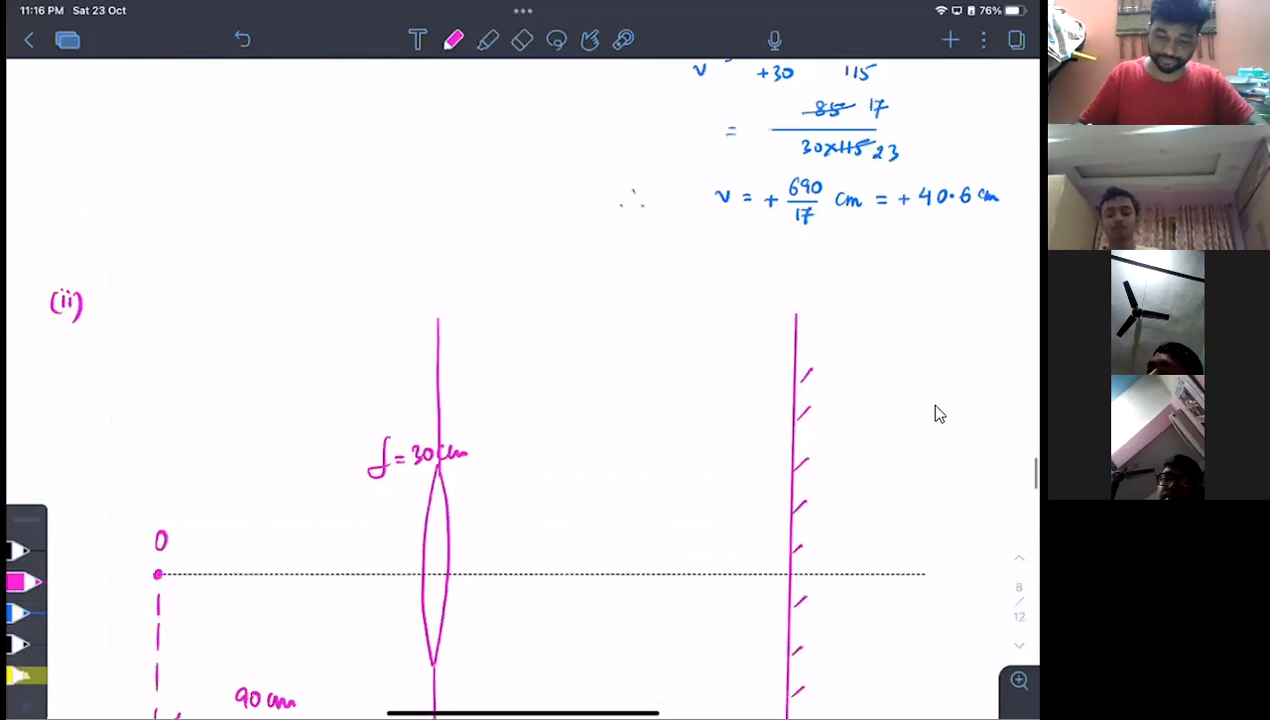 11:16 PM Sat 23 Oct
76%
T
v +30 115
= 85 17
30×115 23
∴ v = + 690/17 cm = + 40.6 cm
(ii)
f = 30 cm
O
8
/
12
90 cm